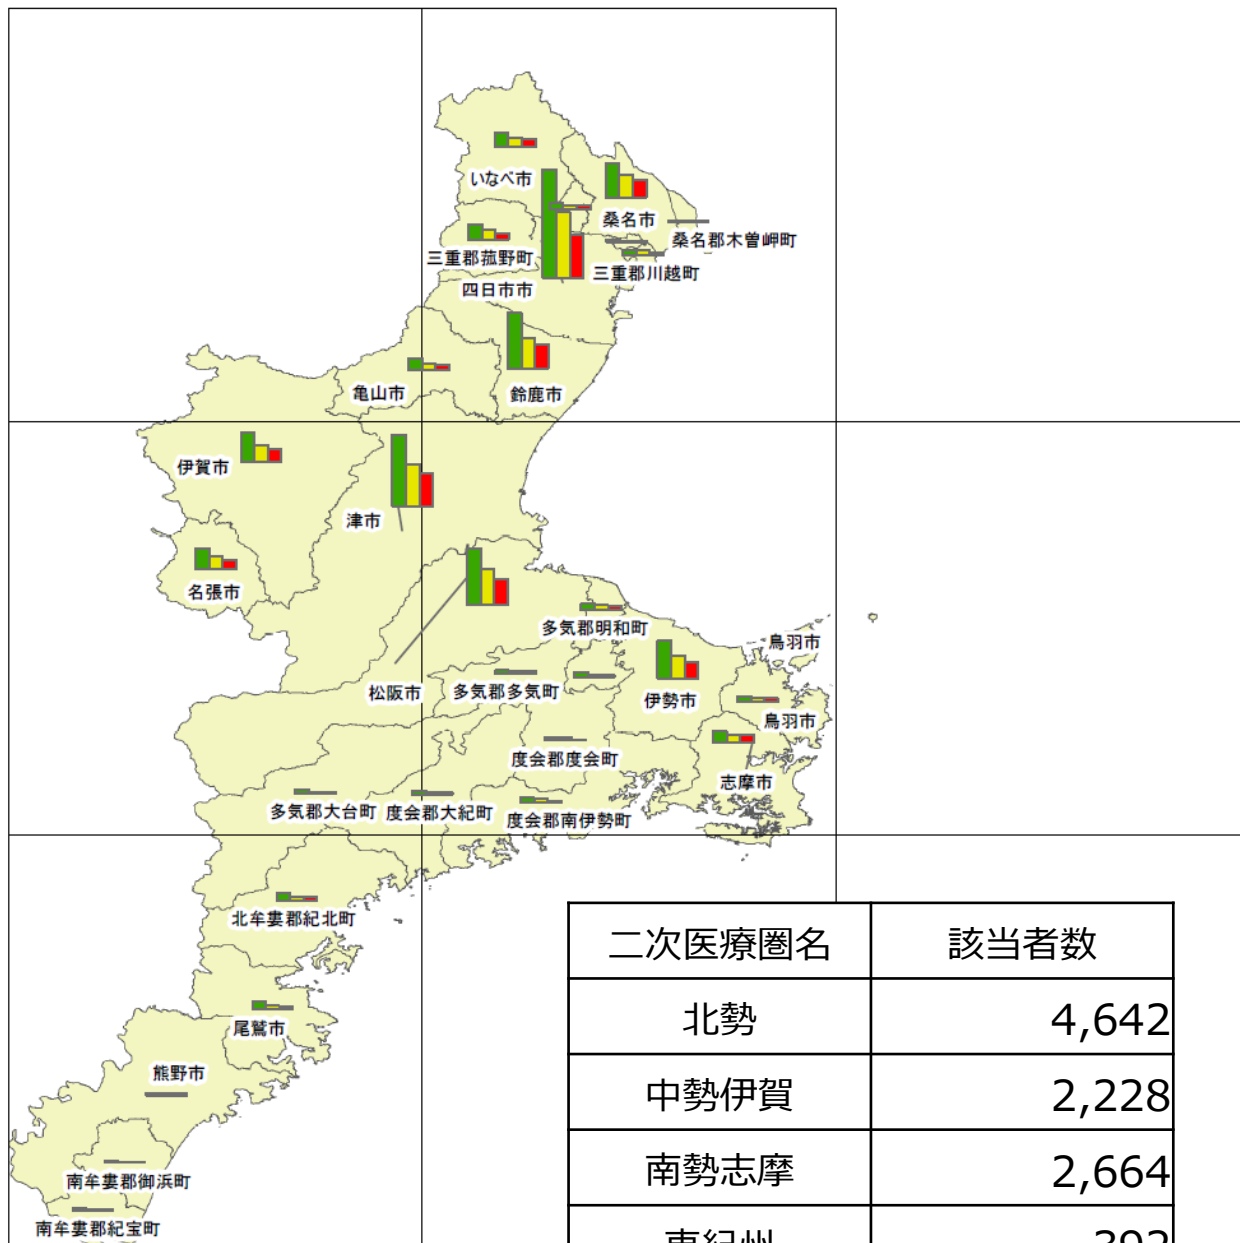 いなべ市
桑名市
桑名郡木曽岬町
三重郡菰野町
三重郡川越町
四日市市
亀山市
鈴鹿市
伊賀市
津市
名張市
多気郡明和町
鳥羽市
松阪市
多気郡多気町
伊勢市
鳥羽市
度会郡度会町
志摩市
多気郡大台町
度会郡大紀町
度会郡南伊勢町
北牟婁郡紀北町
尾鷲市
熊野市
南牟婁郡御浜町
南牟婁郡紀宝町
二次医療圏名 該当者数
北勢 4,642
中勢伊賀 2,228
南勢志摩 2,664
東紀州 392